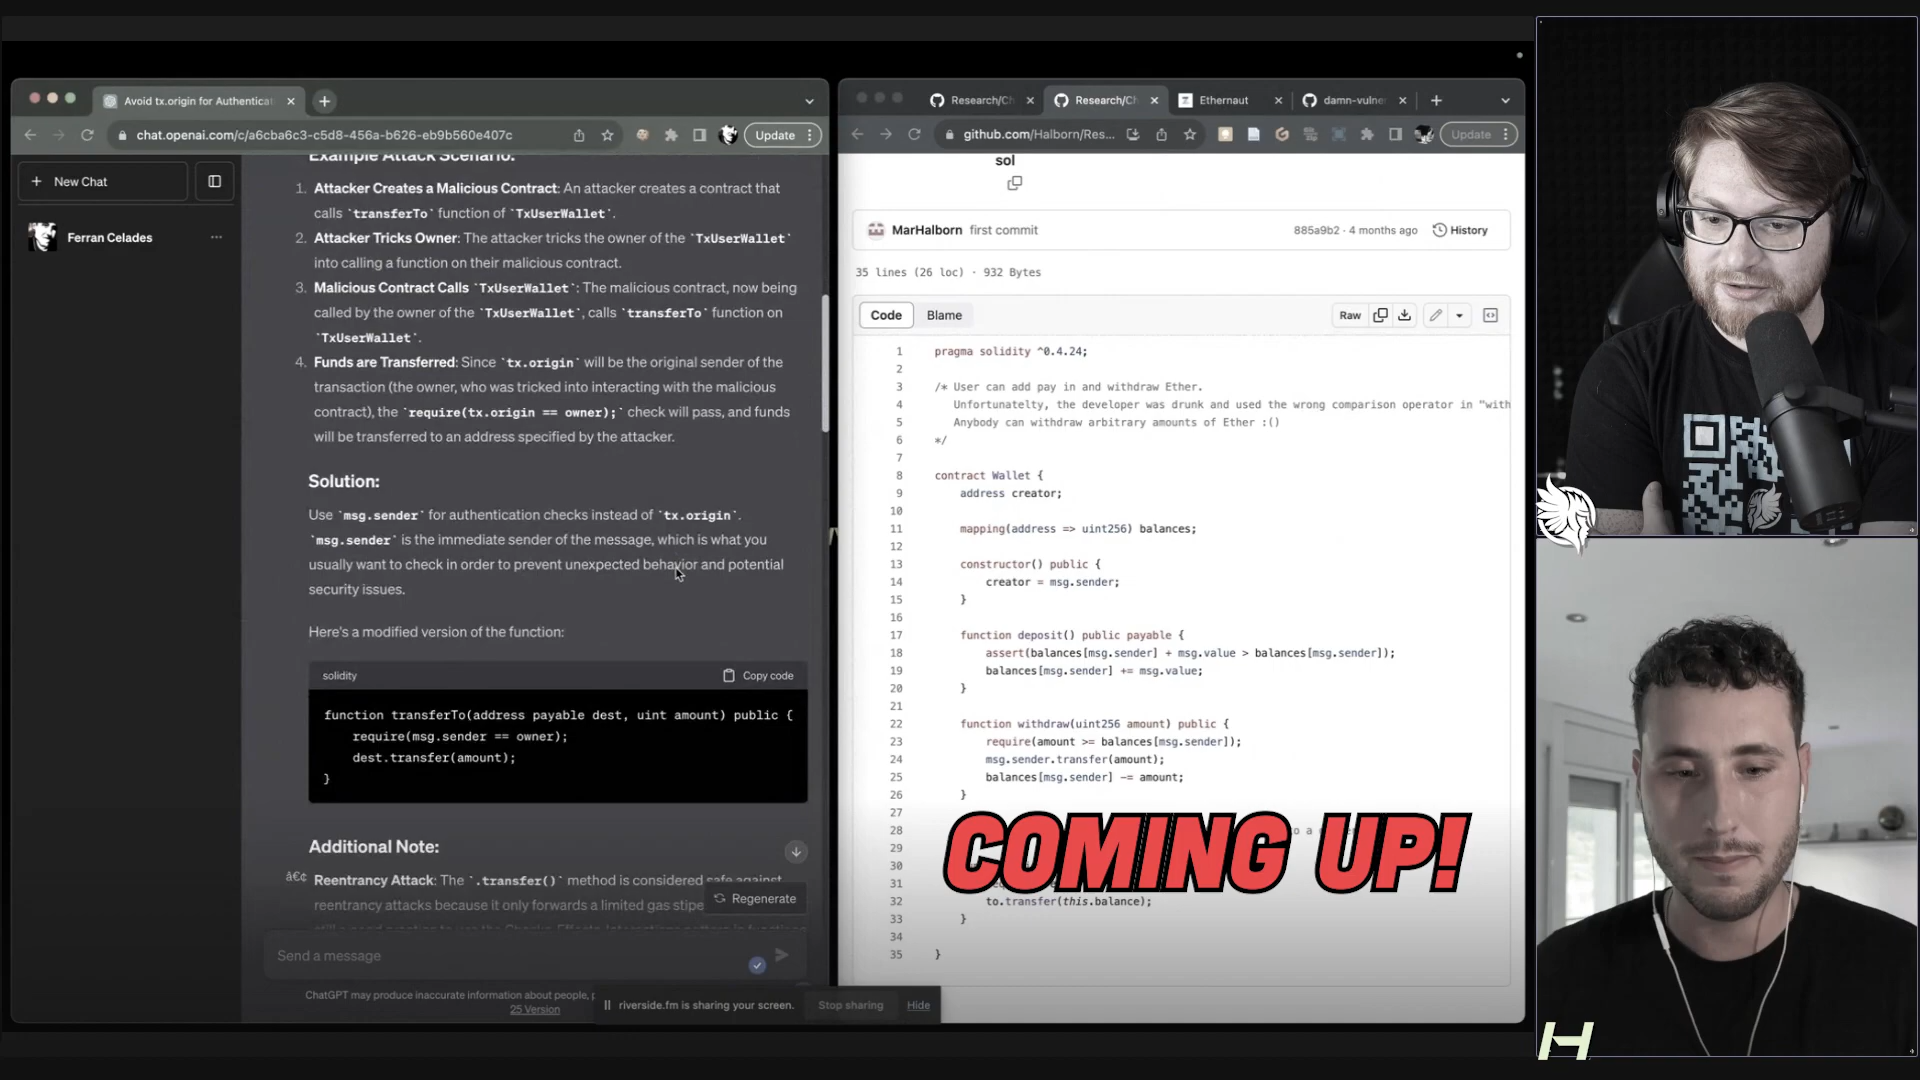 Avoid tx.origin for Authenticat
chat.openai.com/c/a6cba6c3-c5d8-456a-b626-eb9b560e407c
Update
New Chat
Ferran Celades
Example Attack Scenario:
1. Attacker Creates a Malicious Contract: An attacker creates a contract that
calls `transferTo` function of `TxUserWallet`.
2. Attacker Tricks Owner: The attacker tricks the owner of the `TxUserWallet`
into calling a function on their malicious contract.
3. Malicious Contract Calls `TxUserWallet`: The malicious contract, now being
called by the owner of the `TxUserWallet`, calls `transferTo` function on
`TxUserWallet`.
4. Funds are Transferred: Since `tx.origin` will be the original sender of the
transaction (the owner, who was tricked into interacting with the malicious
contract), the `require(tx.origin == owner);` check will pass, and funds
will be transferred to an address specified by the attacker.
Solution:
Use `msg.sender` for authentication checks instead of `tx.origin`.
`msg.sender` is the immediate sender of the message, which is what you
usually want to check in order to prevent unexpected behavior and potential
security issues.
Here's a modified version of the function:
solidity
Copy code
function transferTo(address payable dest, uint amount) public {
require(msg.sender == owner);
dest.transfer(amount);
}
Additional Note:
â€¢ Reentrancy Attack: The `.transfer()` method is considered safe against
reentrancy attacks because it only forwards a limited gas stipe
Regenerate
Send a message
ChatGPT may produce inaccurate information about people, p
25 Version
riverside.fm is sharing your screen.
Stop sharing
Hide
Research/Ch
Research/Ch
Ethernaut
damn-vulner
github.com/Halborn/Res...
Update
sol
MarHalborn first commit
885a9b2 · 4 months ago
History
35 lines (26 loc) · 932 Bytes
Code
Blame
Raw
1 pragma solidity ^0.4.24;
2
3 /* User can add pay in and withdraw Ether.
4 Unfortunatelty, the developer was drunk and used the wrong comparison operator in "with
5 Anybody can withdraw arbitrary amounts of Ether :()
6 */
7
8 contract Wallet {
9 address creator;
10
11 mapping(address => uint256) balances;
12
13 constructor() public {
14 creator = msg.sender;
15 }
16
17 function deposit() public payable {
18 assert(balances[msg.sender] + msg.value > balances[msg.sender]);
19 balances[msg.sender] += msg.value;
20 }
21
22 function withdraw(uint256 amount) public {
23 require(amount >= balances[msg.sender]);
24 msg.sender.transfer(amount);
25 balances[msg.sender] -= amount;
26 }
27
28
29
30
31
32 to.transfer(this.balance);
33 }
34
35 }
COMING UP!
H